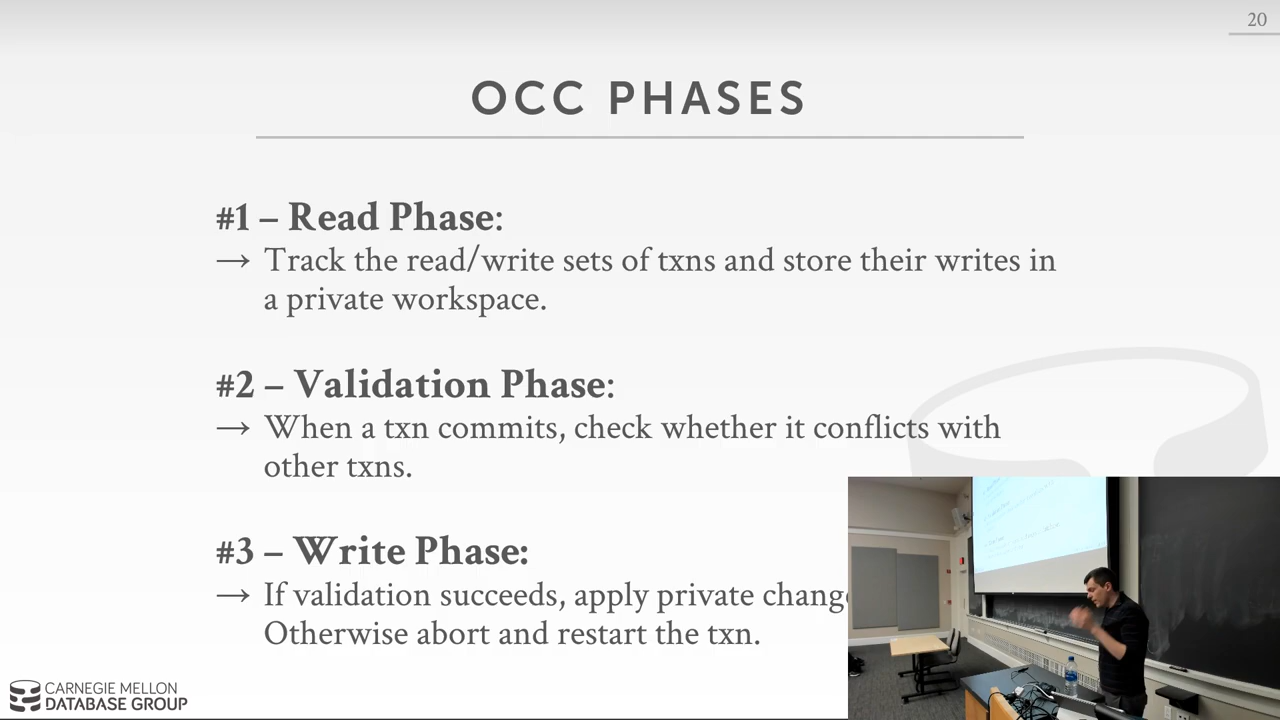 20
OCC PHASES
#1 – Read Phase:
→ Track the read/write sets of txns and store their writes in
a private workspace.
#2 – Validation Phase:
→ When a txn commits, check whether it conflicts with
other txns.
#3 – Write Phase:
→ If validation succeeds, apply private
Otherwise abort and restart the txn.
CARNEGIE MELLON
DATABASE GROUP